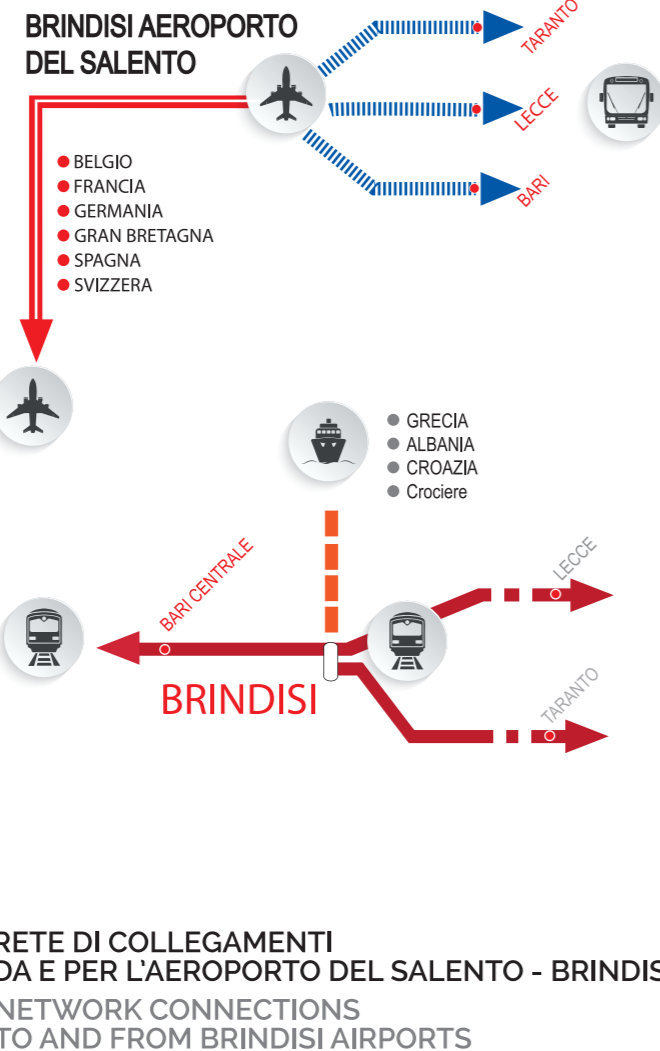 BRINDISI AEROPORTO
DEL SALENTO
TARANTO
LECCE
BARI
BELGIO
FRANCIA
GERMANIA
GRAN BRETAGNA
SPAGNA
SVIZZERA
GRECIA
ALBANIA
CROAZIA
Crociere
BARI CENTRALE
LECCE
BRINDISI
TARANTO
RETE DI COLLEGAMENTI
DA E PER L'AEROPORTO DEL SALENTO - BRINDIS
NETWORK CONNECTIONS
TO AND FROM BRINDISI AIRPORTS